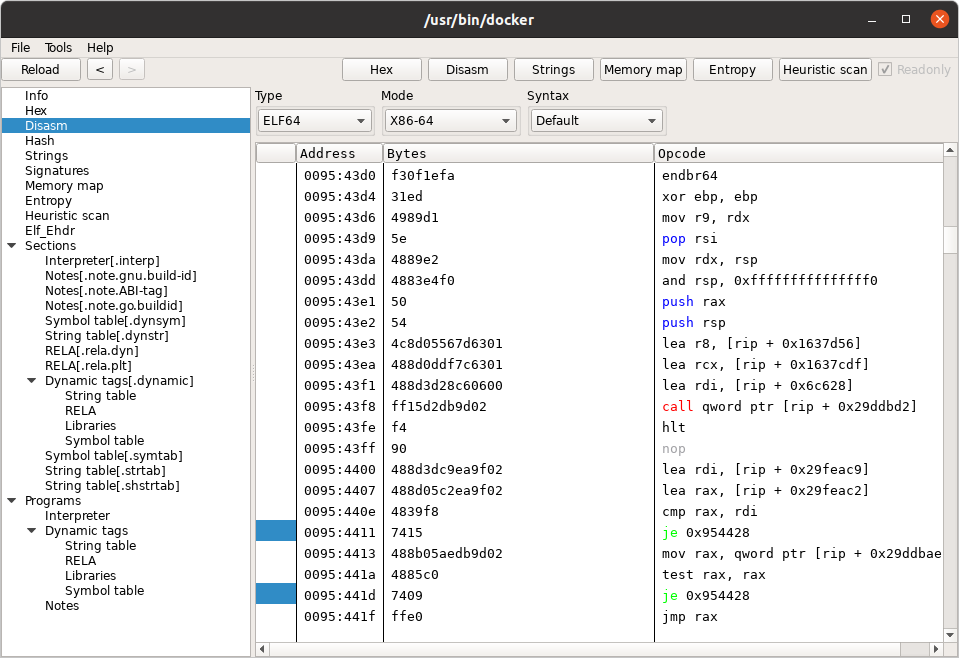 /usr/bin/docker
File Tools Help
Reload < > Hex Disasm Strings Memory map Entropy Heuristic scan Readonly
Info
Hex
Disasm
Hash
Strings
Signatures
Memory map
Entropy
Heuristic scan
Elf_Ehdr
Sections
Interpreter[.interp]
Notes[.note.gnu.build-id]
Notes[.note.ABI-tag]
Notes[.note.go.buildid]
Symbol table[.dynsym]
String table[.dynstr]
RELA[.rela.dyn]
RELA[.rela.plt]
Dynamic tags[.dynamic]
String table
RELA
Libraries
Symbol table
Symbol table[.symtab]
String table[.strtab]
String table[.shstrtab]
Programs
Interpreter
Dynamic tags
String table
RELA
Libraries
Symbol table
Notes
Type Mode Syntax
ELF64 X86-64 Default
Address Bytes Opcode
0095:43d0 f30f1efa endbr64
0095:43d4 31ed xor ebp, ebp
0095:43d6 4989d1 mov r9, rdx
0095:43d9 5e pop rsi
0095:43da 4889e2 mov rdx, rsp
0095:43dd 4883e4f0 and rsp, 0xfffffffffffffff0
0095:43e1 50 push rax
0095:43e2 54 push rsp
0095:43e3 4c8d05567d6301 lea r8, [rip + 0x1637d56]
0095:43ea 488d0ddf7c6301 lea rcx, [rip + 0x1637cdf]
0095:43f1 488d3d28c60600 lea rdi, [rip + 0x6c628]
0095:43f8 ff15d2db9d02 call qword ptr [rip + 0x29ddbd2]
0095:43fe f4 hlt
0095:43ff 90 nop
0095:4400 488d3dc9ea9f02 lea rdi, [rip + 0x29feac9]
0095:4407 488d05c2ea9f02 lea rax, [rip + 0x29feac2]
0095:440e 4839f8 cmp rax, rdi
0095:4411 7415 je 0x954428
0095:4413 488b05aedb9d02 mov rax, qword ptr [rip + 0x29ddbae
0095:441a 4885c0 test rax, rax
0095:441d 7409 je 0x954428
0095:441f ffe0 jmp rax